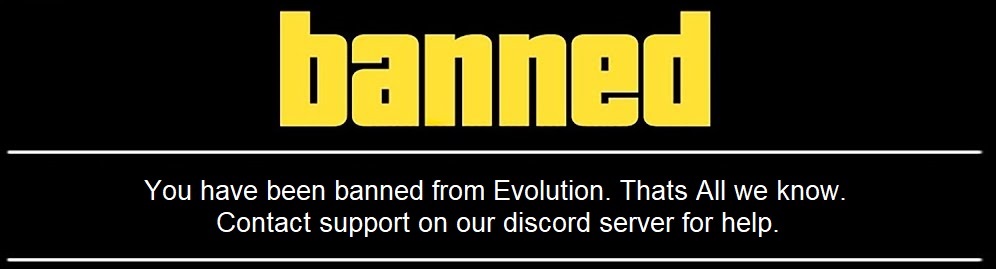 banned
You have been banned from Evolution. Thats All we know.
Contact support on our discord server for help.